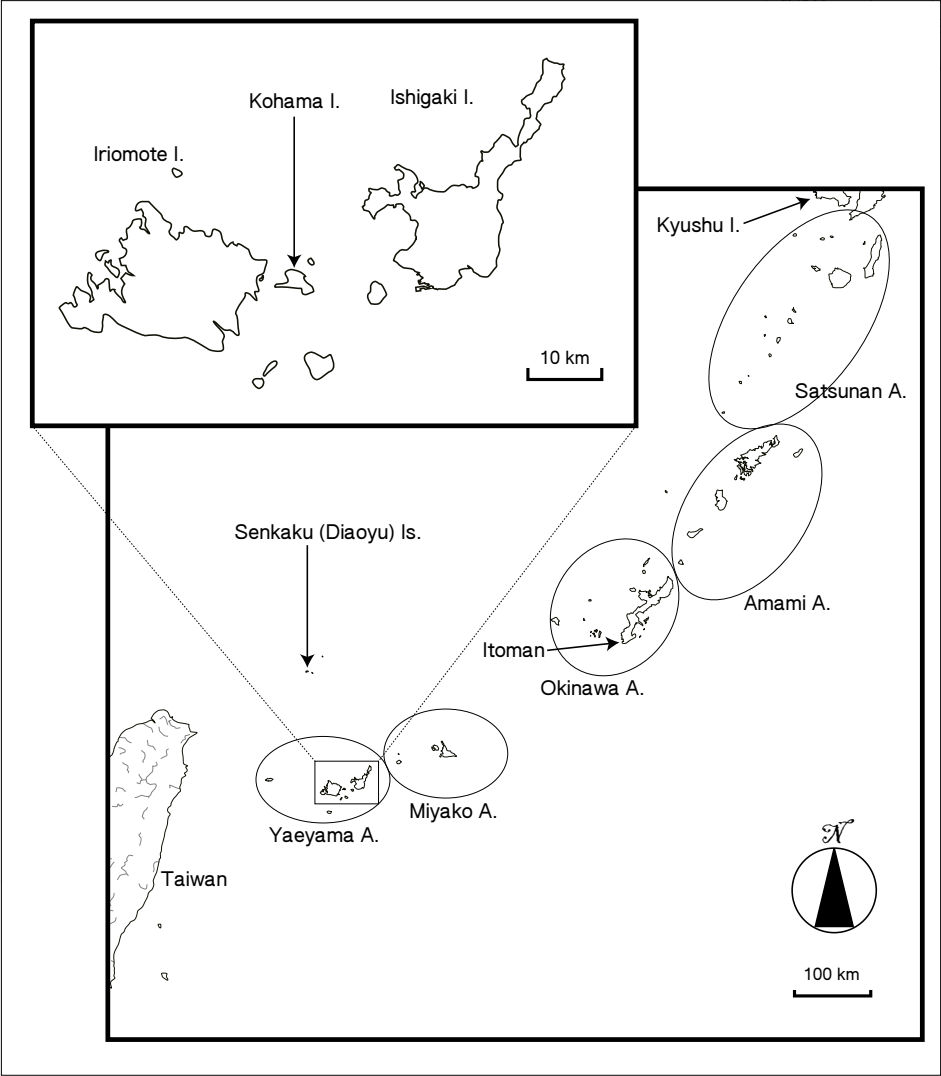 Kohama I.
Ishigaki I.
Iriomote I.
10 km
Kyushu I.
Satsunan A.
Senkaku (Diaoyu) Is.
Amami A.
Itoman
Okinawa A.
Miyako A.
Yaeyama A.
N
Taiwan
100 km